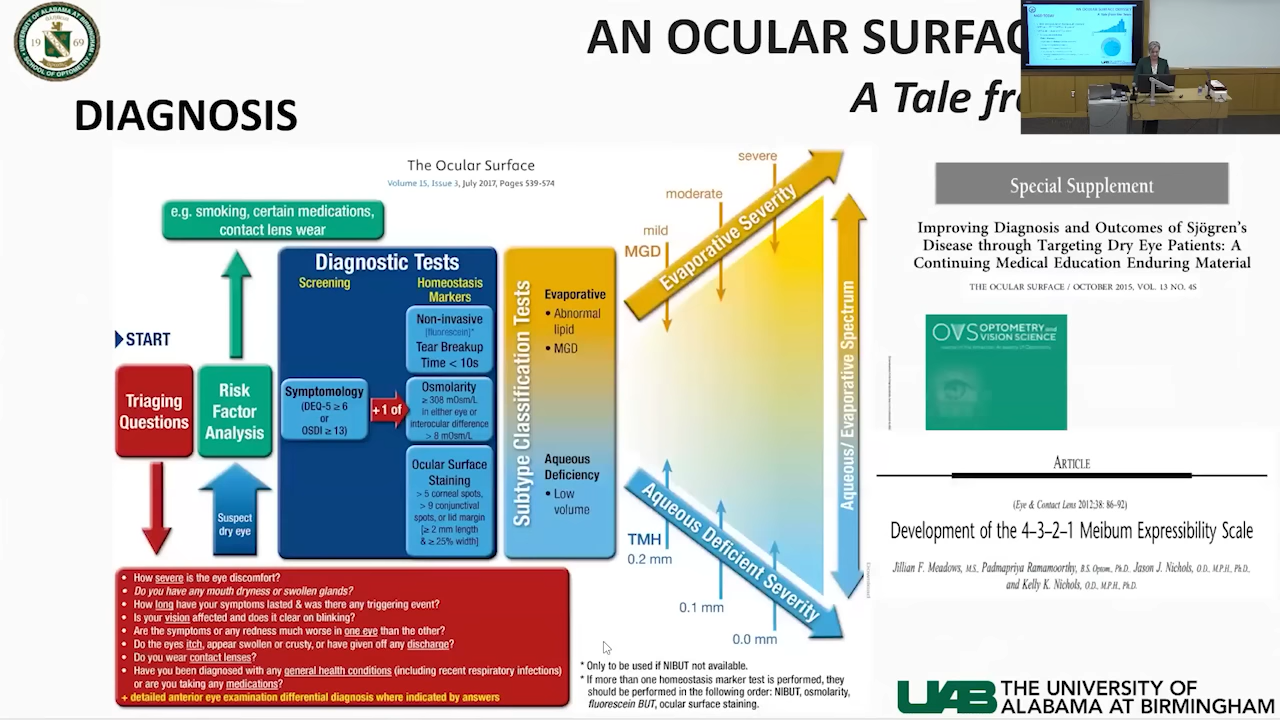 AN OCULAR SURFAC
A Tale fr
DIAGNOSIS
The Ocular Surface
Volume 15, Issue 3, July 2017, Pages 539-574
e.g. smoking, certain medications,
contact lens wear
START
Triaging
Questions
Risk
Factor
Analysis
Suspect
dry eye
Diagnostic Tests
Screening
Homeostasis
Markers
Symptomology
(DEQ-5 ≥ 6
or
OSDI ≥ 13)
+1 of
Non-invasive
(fluorescein)*
Tear Breakup
Time < 10s
Osmolarity
≥ 308 mOsm/L
in either eye or
interocular difference
> 8 mOsm/L
Ocular Surface
Staining
> 5 corneal spots,
> 9 conjunctival
spots, or lid margin
[≥ 2 mm length
& ≥ 25% width]
Subtype Classification Tests
Evaporative
• Abnormal
lipid
• MGD
Aqueous
Deficiency
• Low
volume
severe
moderate
mild
MGD
Evaporative Severity
Aqueous/ Evaporative Spectrum
Aqueous Deficient Severity
TMH
0.2 mm
0.1 mm
0.0 mm
• How severe is the eye discomfort?
• Do you have any mouth dryness or swollen glands?
• How long have your symptoms lasted & was there any triggering event?
• Is your vision affected and does it clear on blinking?
• Are the symptoms or any redness much worse in one eye than the other?
• Do the eyes itch, appear swollen or crusty, or have given off any discharge?
• Do you wear contact lenses?
• Have you been diagnosed with any general health conditions (including recent respiratory infections)
or are you taking any medications?
+ detailed anterior eye examination differential diagnosis where indicated by answers
* Only to be used if NIBUT not available.
* If more than one homeostasis marker test is performed, they
should be performed in the following order: NIBUT, osmolarity,
fluorescein BUT, ocular surface staining.
Special Supplement
Improving Diagnosis and Outcomes of Sjögren's
Disease through Targeting Dry Eye Patients: A
Continuing Medical Education Enduring Material
THE OCULAR SURFACE / OCTOBER 2015, VOL. 13 NO. 4S
OVS OPTOMETRY and
VISION SCIENCE
ARTICLE
(Eye & Contact Lens 2012;38: 86–92)
Development of the 4–3–2–1 Meibum Expressibility Scale
Jillian F. Meadows, M.S., Padmapriya Ramamoorthy, B.S. Optom., Ph.D. Jason J. Nichols, O.D., M.P.H., Ph.D.,
and Kelly K. Nichols, O.D., M.P.H., Ph.D.
UAB THE UNIVERSITY OF
ALABAMA AT BIRMINGHAM
UNIVERSITY OF ALABAMA AT BIRMINGHAM
1969
SCHOOL OF OPTOMETRY